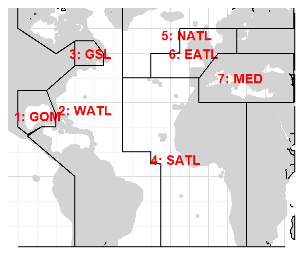 5: NATL
3: GSL
6: EATL
7: MED
2: WATL
1: GOM
4: SATL